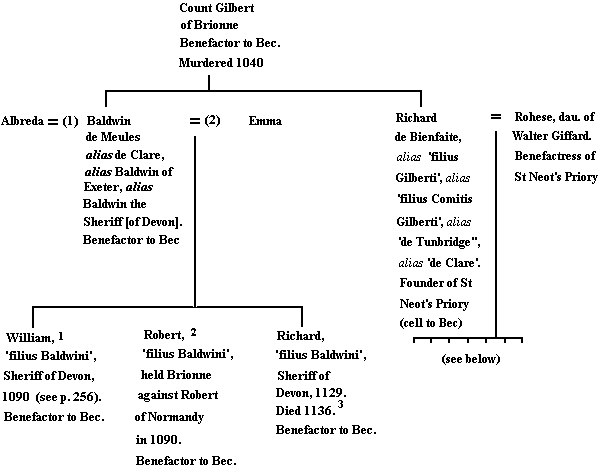 Count Gilbert
of Brionne
Benefactor to Bec.
Murdered 1040
Albreda = (1) Baldwin = (2) Emma
de Meules
alias de Clare,
alias Baldwin of
Exeter, alias
Baldwin the
Sheriff [of Devon].
Benefactor to Bec
Richard
de Bienfaite,
alias 'filius
Gilberti', alias
'filius Comitis
Gilberti', alias
'de Tunbridge",
alias 'de Clare'.
Founder of St
Neot's Priory
(cell to Bec)
= Rohese, dau. of
Walter Giffard.
Benefactress of
St Neot's Priory
William, 1
'filius Baldwini',
Sheriff of Devon,
1090 (see p. 256).
Benefactor to Bec.
Robert, 2
'filius Baldwini',
held Brionne
against Robert
of Normandy
in 1090.
Benefactor to Bec.
Richard,
'filius Baldwini',
Sheriff of
Devon, 1129.
Died 1136. 3
Benefactor to Bec.
(see below)